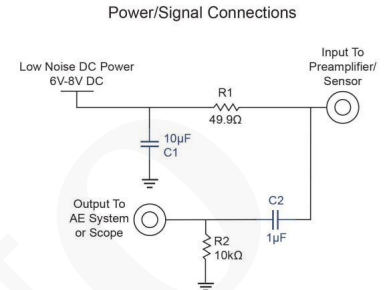 Power/Signal Connections
Low Noise DC Power
6V-8V DC
Input To
Preamplifier/
Sensor
R1
49.9Ω
10µF
C1
Output To
AE System
or Scope
C2
1µF
R2
10kΩ